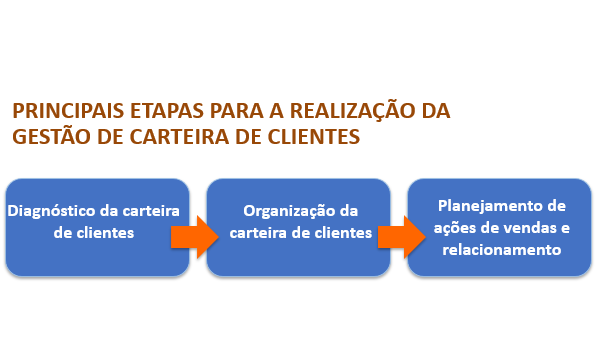 PRINCIPAIS ETAPAS PARA A REALIZAÇÃO DA
GESTÃO DE CARTEIRA DE CLIENTES
Diagnóstico da carteira
de clientes
Organização da
carteira de clientes
Planejamento de
ações de vendas e
relacionamento